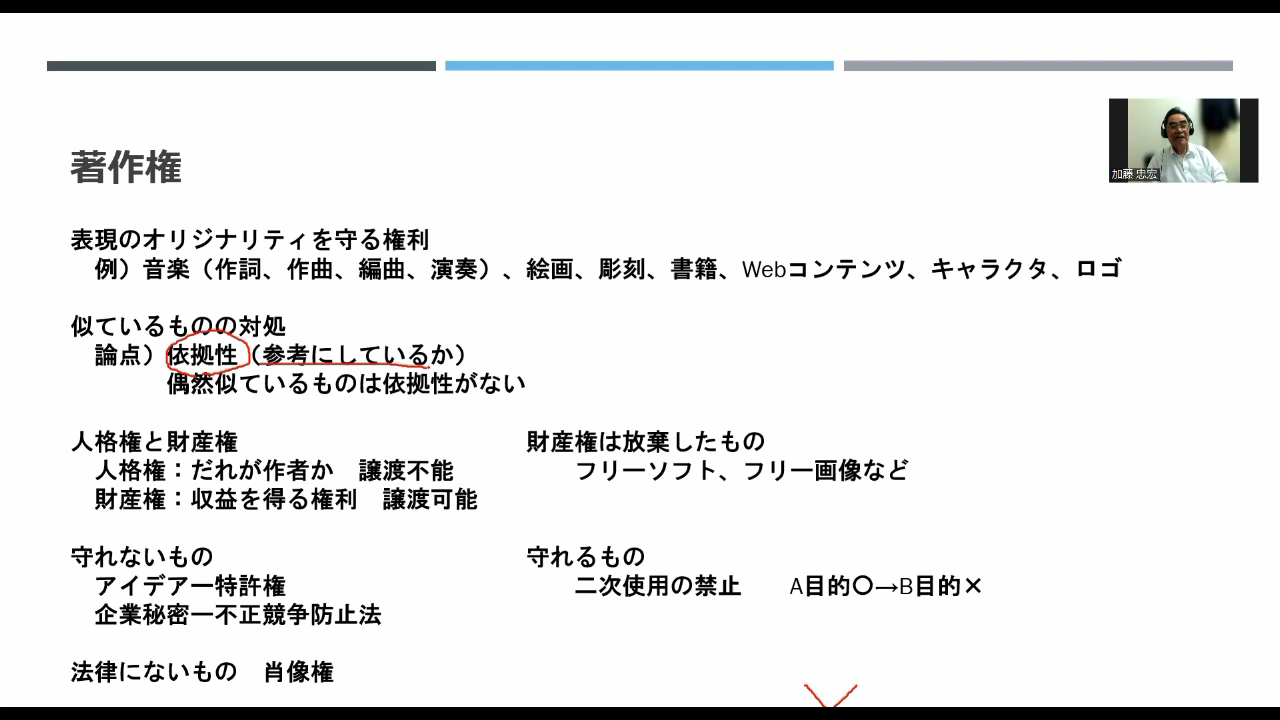 加藤 忠宏
著作権
表現のオリジナリティを守る権利
例）音楽（作詞、作曲、編曲、演奏）、絵画、彫刻、書籍、Webコンテンツ、キャラクタ、ロゴ
似ているものの対処
論点）依拠性（参考にしているか）
偶然似ているものは依拠性がない
人格権と財産権
人格権：だれが作者か　譲渡不能
財産権：収益を得る権利　譲渡可能
財産権は放棄したもの
フリーソフト、フリー画像など
守れないもの
アイデアー特許権
企業秘密ー不正競争防止法
守れるもの
二次使用の禁止　　A目的〇→B目的×
法律にないもの　肖像権